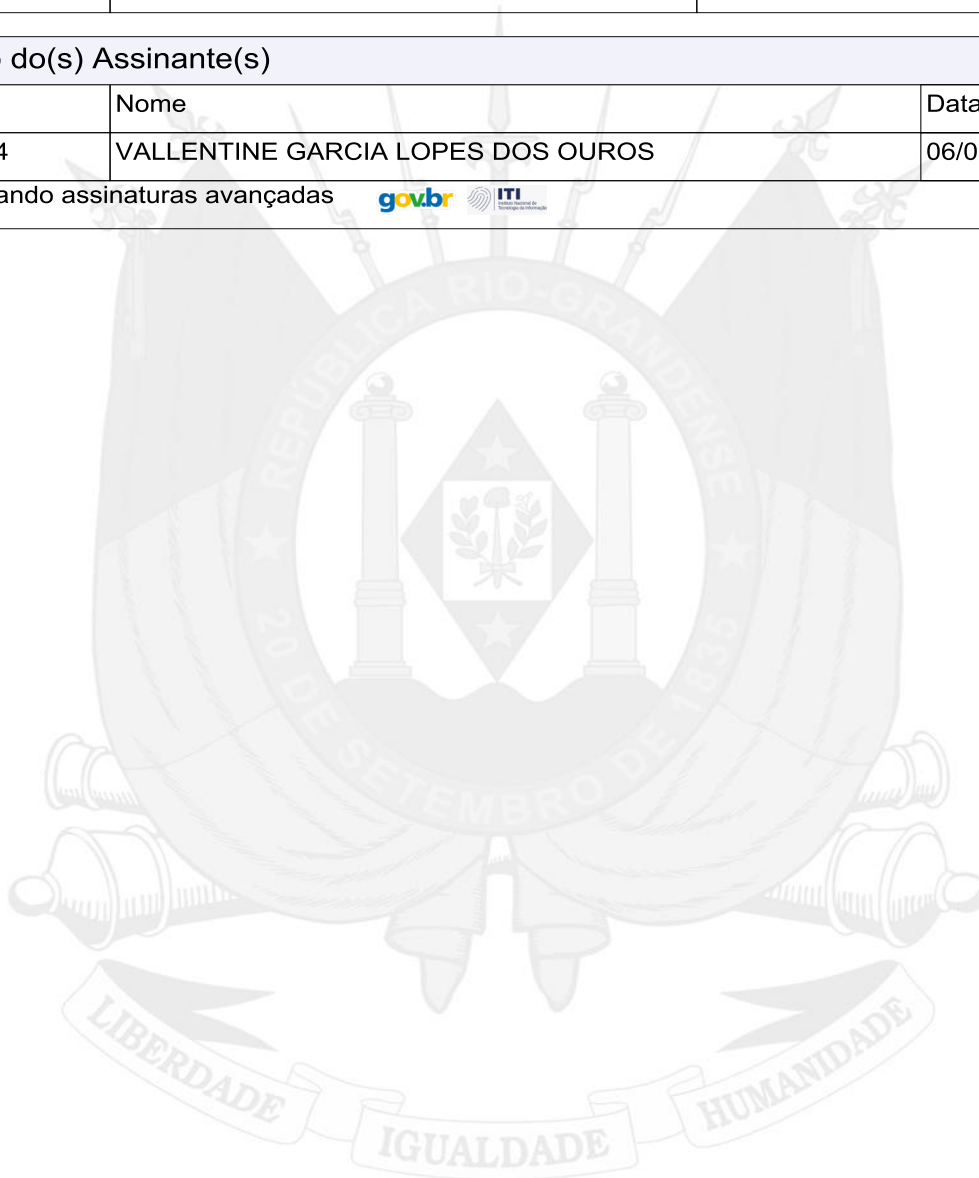 do(s) Assinante(s)
Nome Data
4 VALLENTINE GARCIA LOPES DOS OUROS 06/0
ando assinaturas avançadas gov.br ITI
REPÚBLICA RIO-GRANDENSE
20 DE SETEMBRO DE 1835
LIBERDADE
IGUALDADE
HUMANIDADE